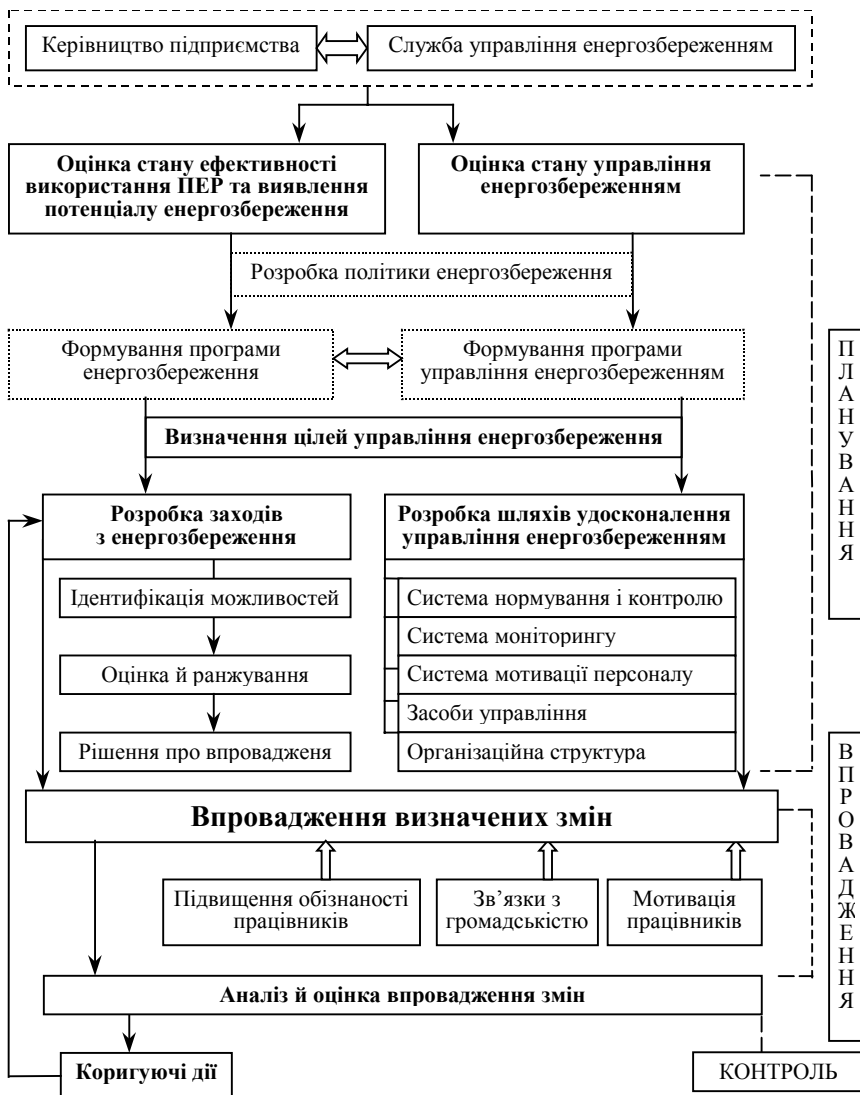 Керівництво підприємства
Служба управління енергозбереженням
Оцінка стану ефективності
використання ПЕР та виявлення
потенціалу енергозбереження
Оцінка стану управління
енергозбереженням
Розробка політики енергозбереження
Формування програми
енергозбереження
Формування програми
управління енергозбереженням
Визначення цілей управління енергозбереження
Розробка заходів
з енергозбереження
Розробка шляхів удосконалення
управління енергозбереженням
Ідентифікація можливостей
Оцінка й ранжування
Рішення про впровадженя
Система нормування і контролю
Система моніторингу
Система мотивації персоналу
Засоби управління
Організаційна структура
ПЛАНУВАННЯ
Впровадження визначених змін
Підвищення обізнаності
працівників
Зв’язки з
громадськістю
Мотивація
працівників
ВПРОВАДЖЕННЯ
Аналіз й оцінка впровадження змін
Коригуючі дії
КОНТРОЛЬ